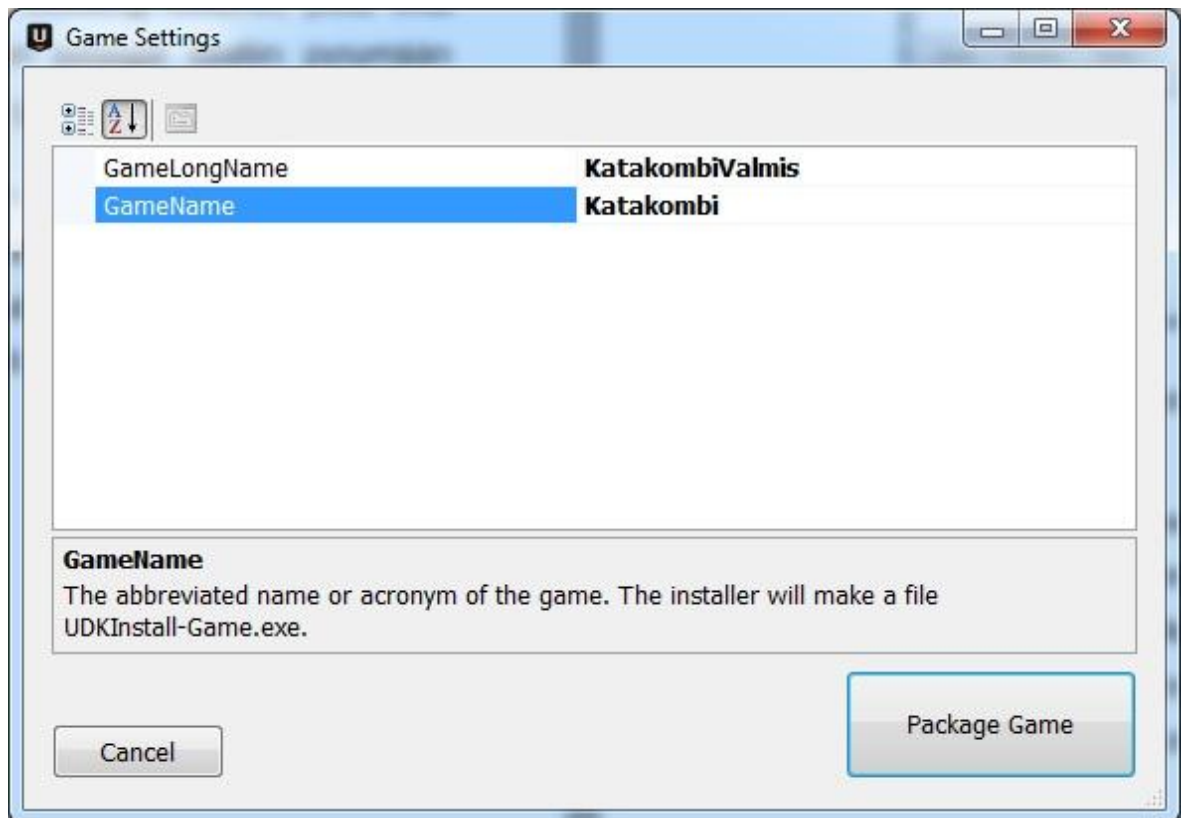 Game Settings
GameLongName KatakombiValmis
GameName Katakombi
GameName
The abbreviated name or acronym of the game. The installer will make a file
UDKInstall-Game.exe.
Package Game
Cancel